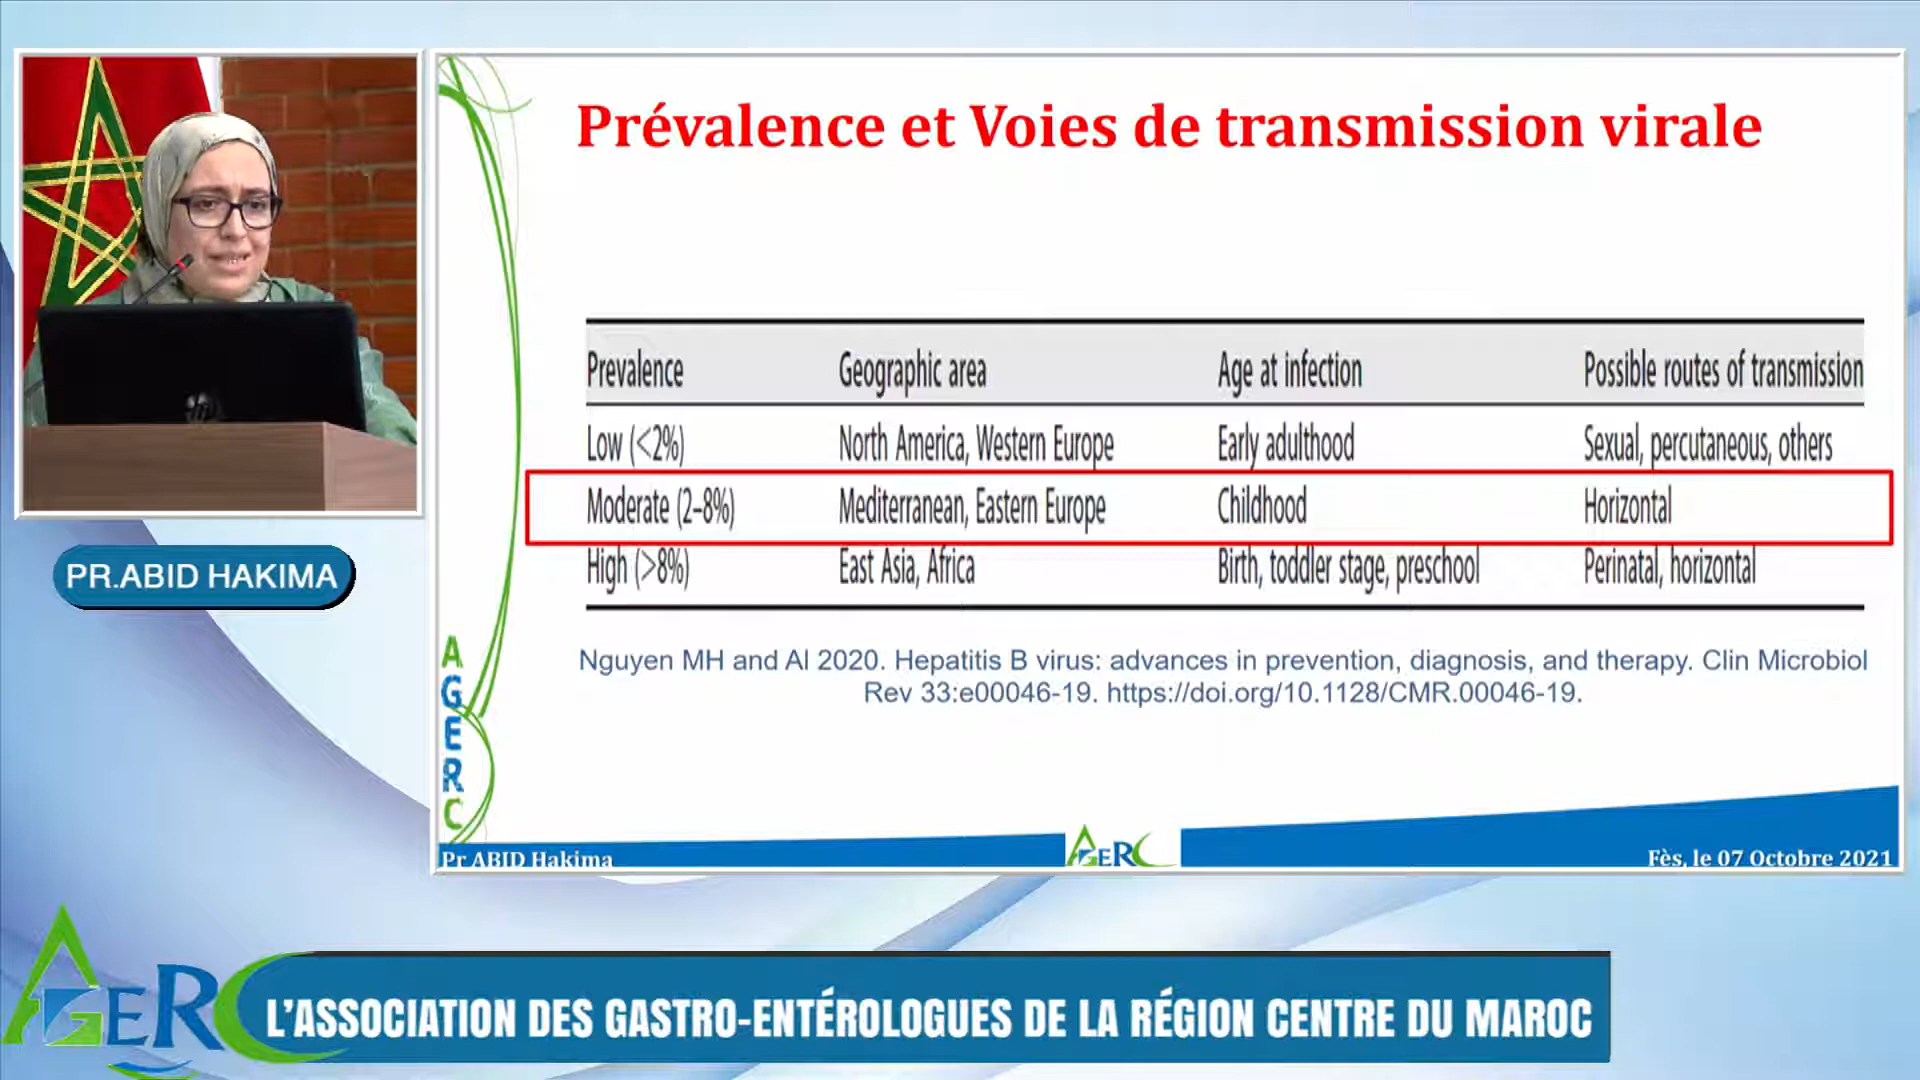 Prévalence et Voies de transmission virale
Prevalence Geographic area Age at infection Possible routes of transmission
Low (<2%) North America, Western Europe Early adulthood Sexual, percutaneous, others
Moderate (2–8%) Mediterranean, Eastern Europe Childhood Horizontal
High (>8%) East Asia, Africa Birth, toddler stage, preschool Perinatal, horizontal
Nguyen MH and Al 2020. Hepatitis B virus: advances in prevention, diagnosis, and therapy. Clin Microbiol
Rev 33:e00046-19. https://doi.org/10.1128/CMR.00046-19.
AGERC
Pr ABID Hakima
AGERC
Fès, le 07 Octobre 2021
hp
PR.ABID HAKIMA
AGERC
L'ASSOCIATION DES GASTRO-ENTÉROLOGUES DE LA RÉGION CENTRE DU MAROC